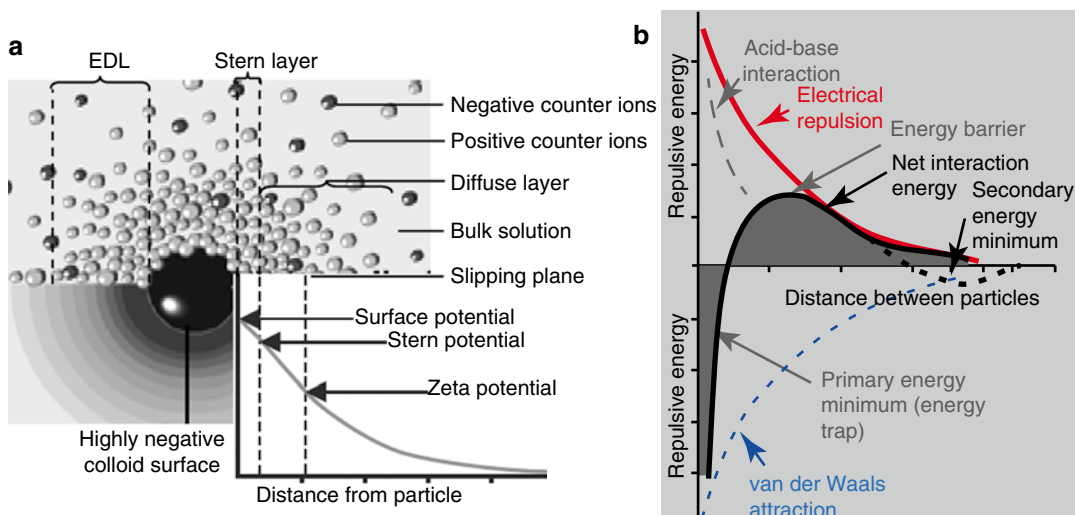 a
EDL
Stern layer
Negative counter ions
Positive counter ions
Diffuse layer
Bulk solution
Slipping plane
Surface potential
Stern potential
Zeta potential
Highly negative
colloid surface
Distance from particle
b
Repulsive energy
Acid-base
interaction
Electrical
repulsion
Energy barrier
Net interaction
energy
Secondary
energy
minimum
Distance between particles
Repulsive energy
Primary energy
minimum (energy
trap)
van der Waals
attraction